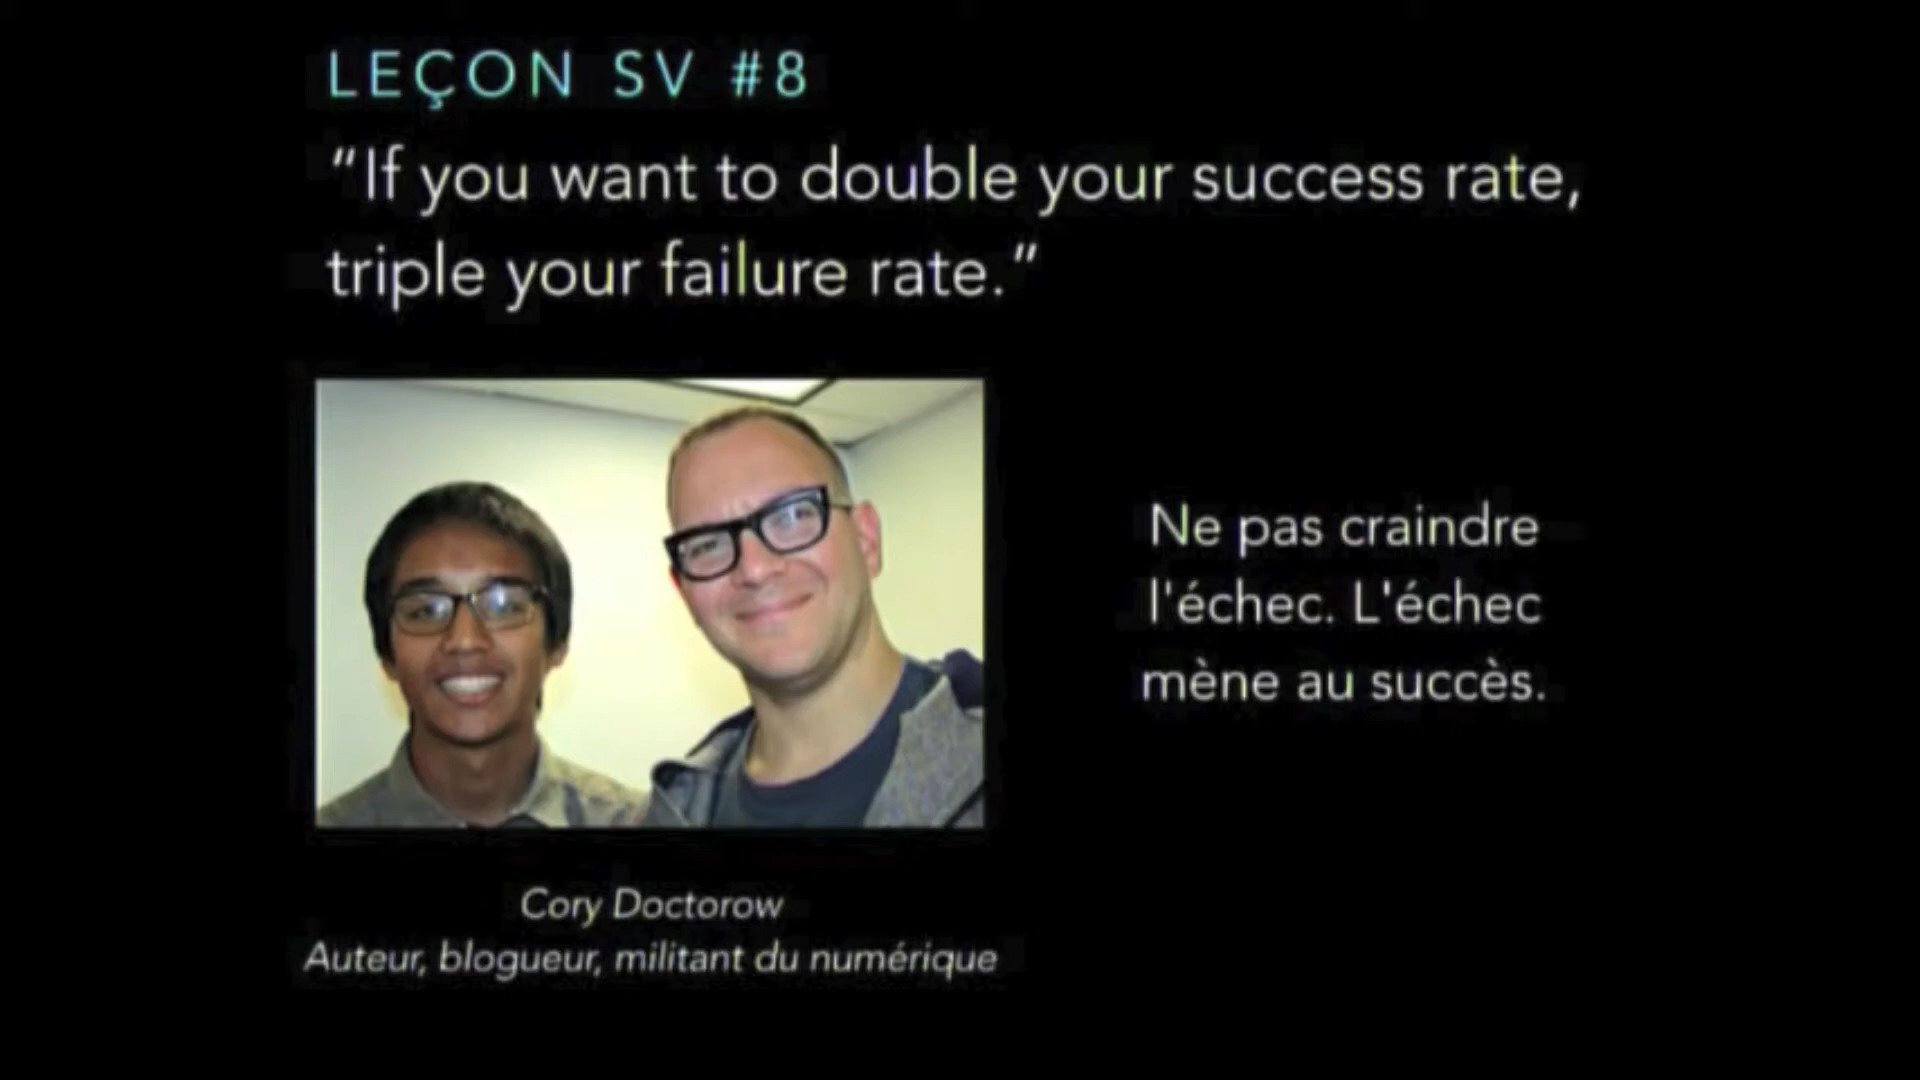 LEÇON SV #8
“If you want to double your success rate,
triple your failure rate.”
Ne pas craindre
l'échec. L'échec
mène au succès.
Cory Doctorow
Auteur, blogueur, militant du numérique